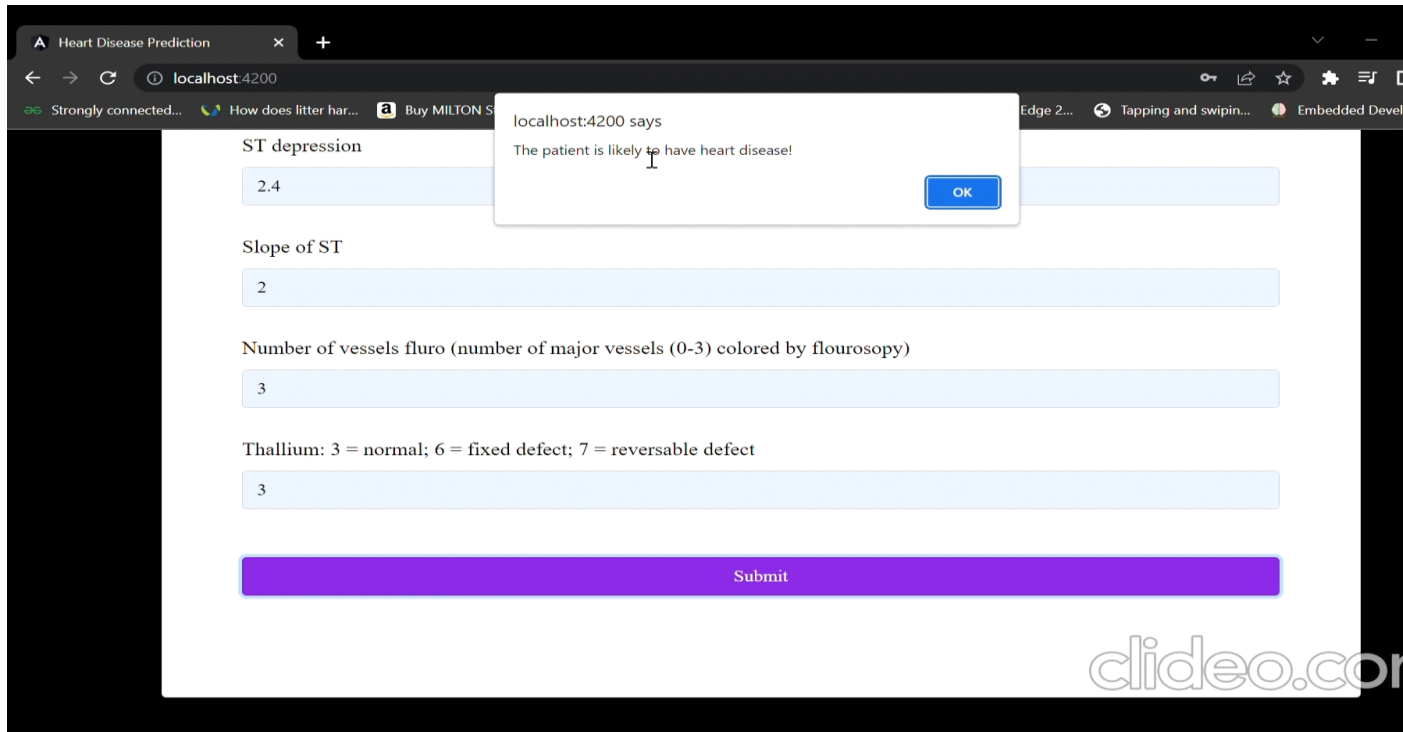 Heart Disease Prediction
localhost:4200
Strongly connected...
How does litter har...
Buy MILTON S
Edge 2...
Tapping and swipin...
Embedded Devel
localhost:4200 says
The patient is likely to have heart disease!
OK
ST depression
2.4
Slope of ST
2
Number of vessels fluro (number of major vessels (0-3) colored by flourosopy)
3
Thallium: 3 = normal; 6 = fixed defect; 7 = reversable defect
3
Submit
clideo.com